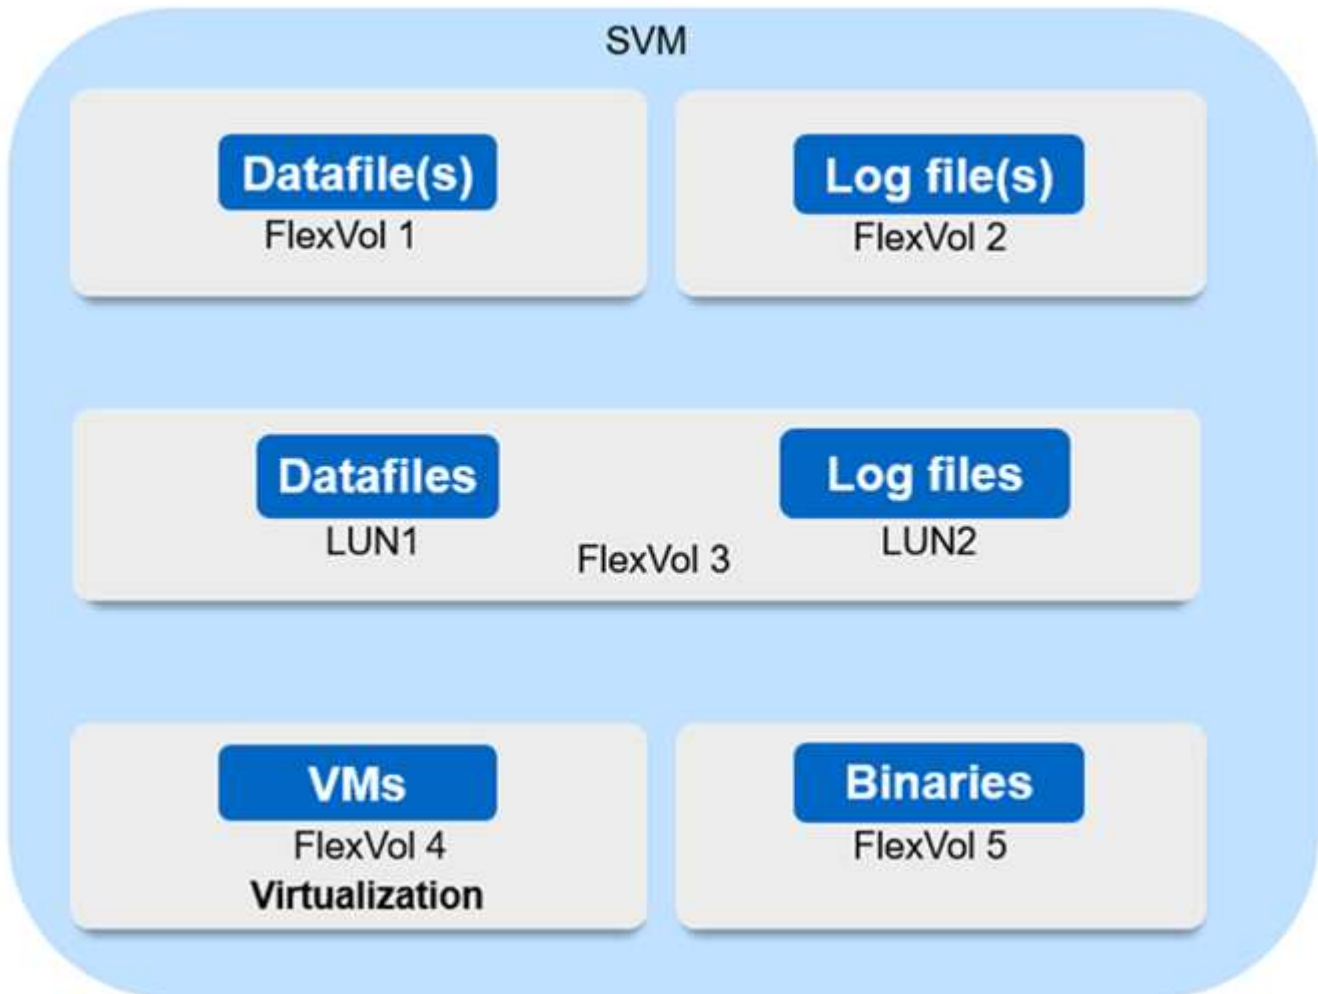 SVM
Datafile(s)
FlexVol 1
Log file(s)
FlexVol 2
Datafiles
LUN1
Log files
LUN2
FlexVol 3
VMs
FlexVol 4
Virtualization
Binaries
FlexVol 5